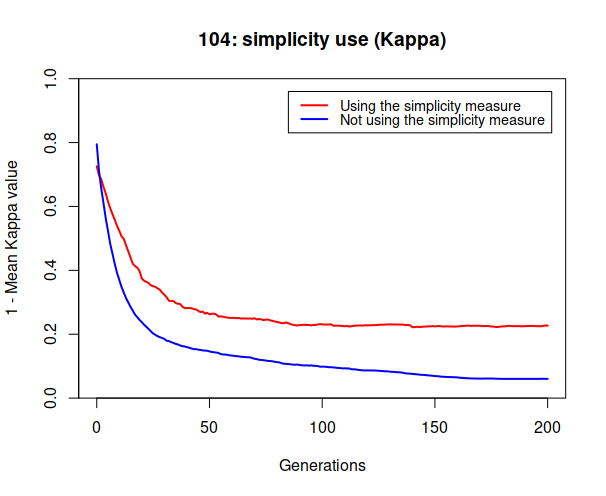 104: simplicity use (Kappa)
1 - Mean Kappa value
1.0
0.8
0.6
0.4
0.2
0.0
Using the simplicity measure
Not using the simplicity measure
0 50 100 150 200
Generations